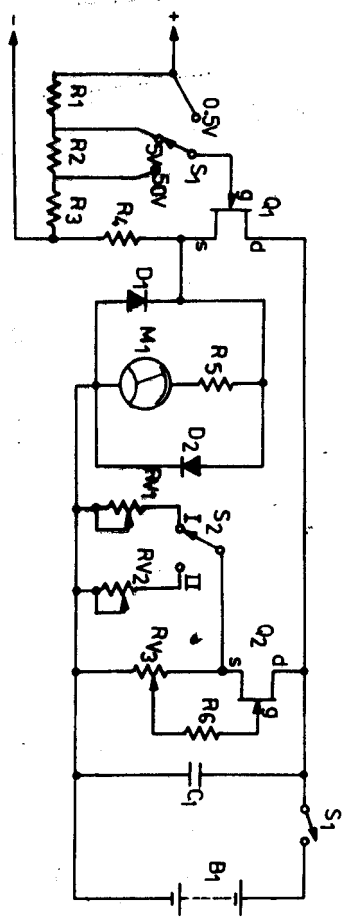 +
-
0.5V
5V
50V
S1
R1
R2
R3
R4
Q1
g
d
s
D1
M1
R5
D2
RV1
I
S2
II
RV2
Q2
d
s
g
RV3
R6
C1
S1
B1